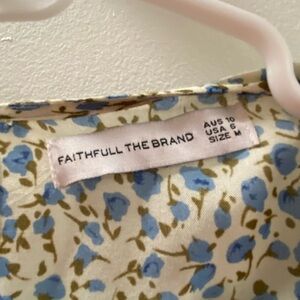 FAITHFULL THE BRAND
AUS 10
USA 6
SIZE M